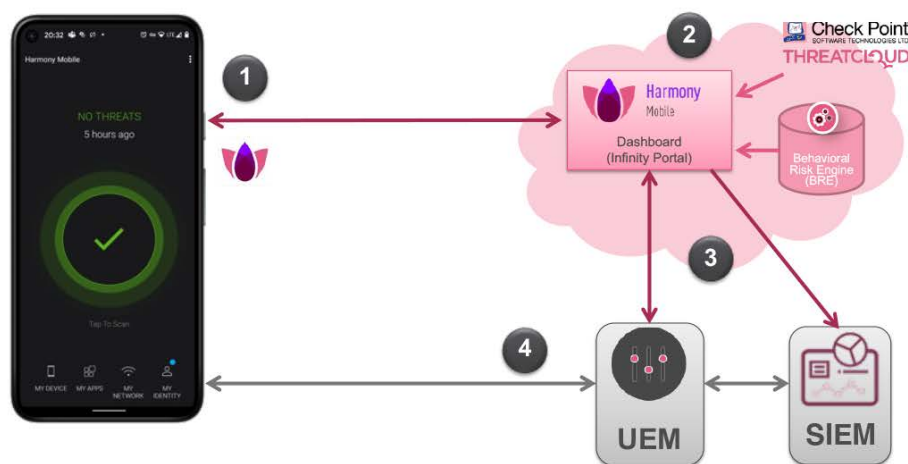 20:32
LTE
Harmony Mobile
NO THREATS
5 hours ago
Tap To Scan
MY DEVICE
MY APPS
MY
NETWORK
MY
IDENTITY
1
2
Check Point
SOFTWARE TECHNOLOGIES LTD
THREATCLOUD
Harmony
Mobile
Dashboard
(Infinity Portal)
Behavioral
Risk Engine
(BRE)
3
4
UEM
SIEM